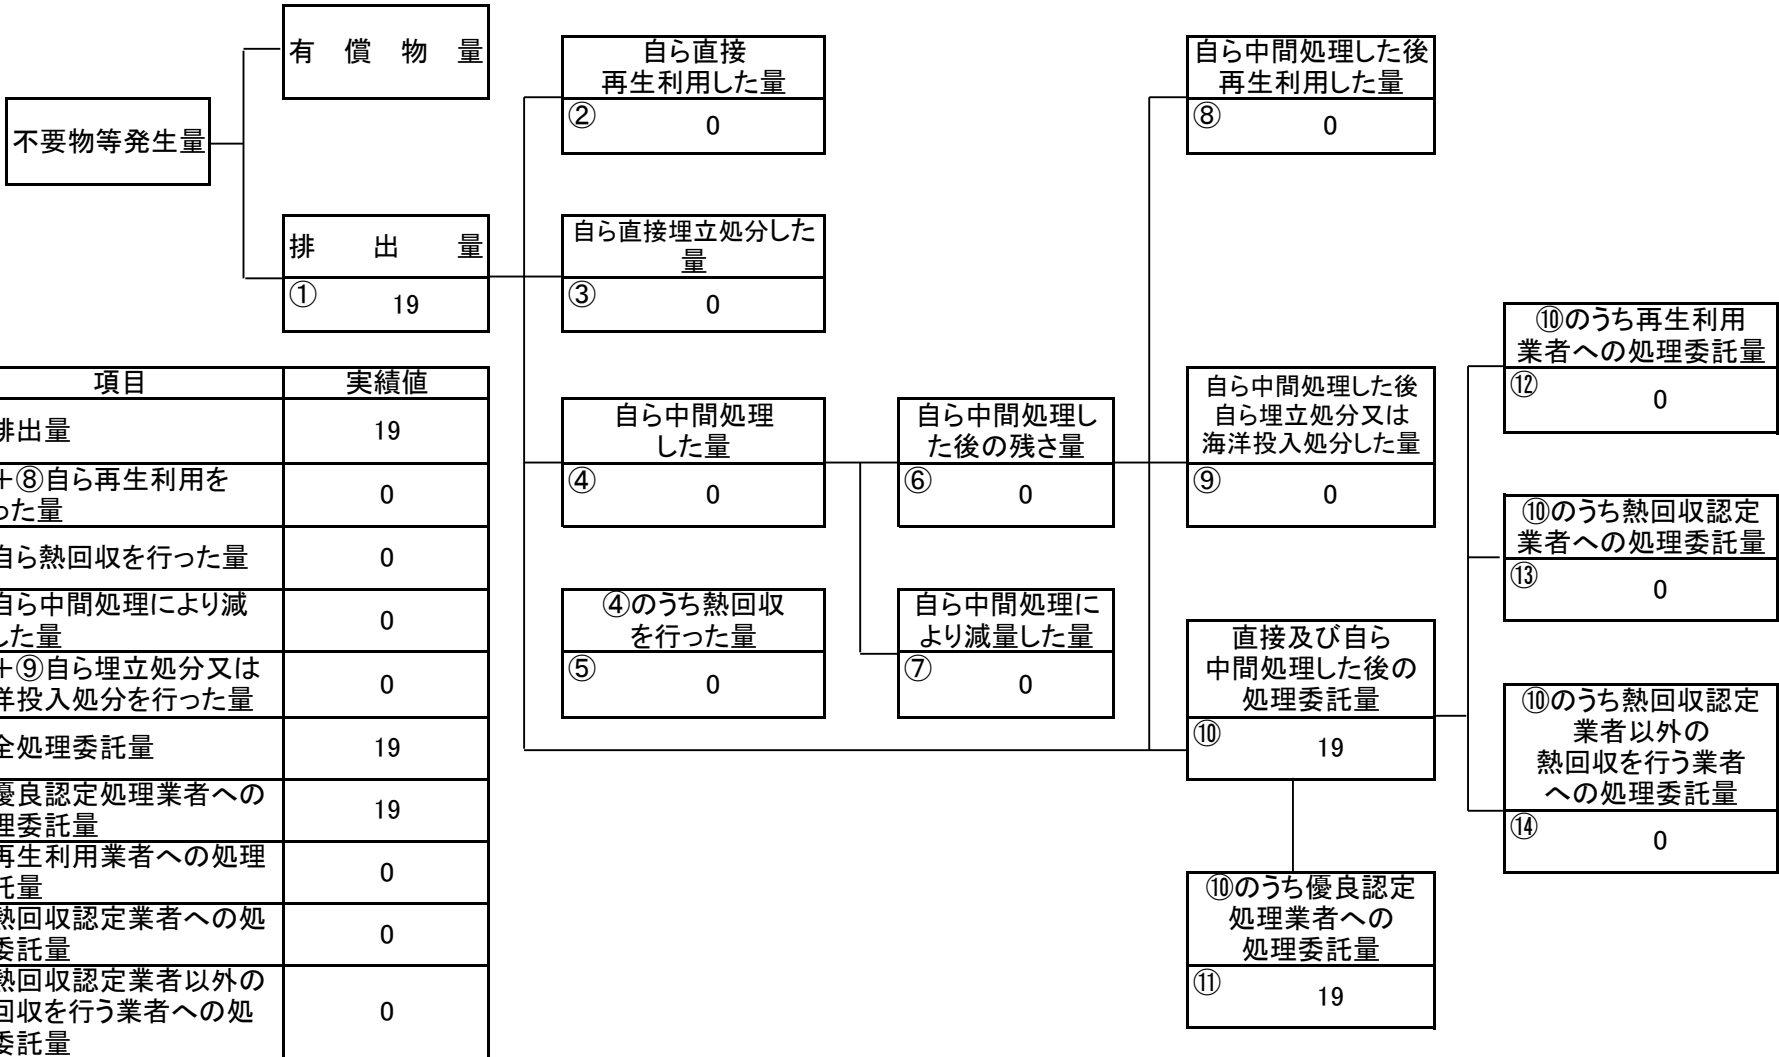 不要物等発生量
有償物量
排出量
① 19
自ら直接
再生利用した量
② 0
自ら直接埋立処分した
量
③ 0
自ら中間処理
した量
④ 0
④のうち熱回収
を行った量
⑤ 0
自ら中間処理し
た後の残さ量
⑥ 0
自ら中間処理に
より減量した量
⑦ 0
自ら中間処理した後
再生利用した量
⑧ 0
自ら中間処理した後
自ら埋立処分又は
海洋投入処分した量
⑨ 0
直接及び自ら
中間処理した後の
処理委託量
⑩ 19
⑩のうち優良認定
処理業者への
処理委託量
⑪ 19
⑩のうち再生利用
業者への処理委託量
⑫ 0
⑩のうち熱回収認定
業者への処理委託量
⑬ 0
⑩のうち熱回収認定
業者以外の
熱回収を行う業者
への処理委託量
⑭ 0
項目 実績値
排出量 19
+⑧自ら再生利用を
った量 0
自ら熱回収を行った量 0
自ら中間処理により減
した量 0
+⑨自ら埋立処分又は
洋投入処分を行った量 0
全処理委託量 19
優良認定処理業者への
理委託量 19
再生利用業者への処理
託量 0
熱回収認定業者への処
委託量 0
熱回収認定業者以外の
回収を行う業者への処
委託量 0